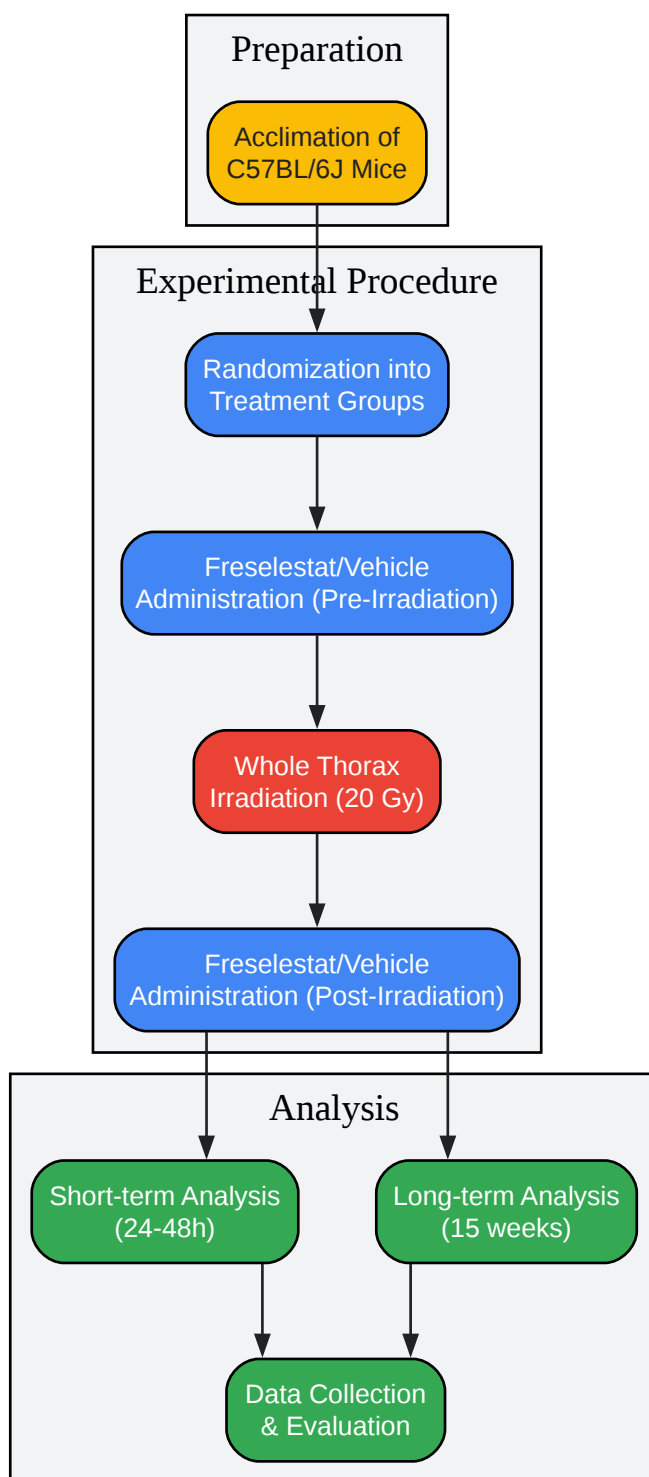 Preparation
Acclimation of
C57BL/6J Mice
Experimental Procedure
Randomization into
Treatment Groups
Freselestat/Vehicle
Administration (Pre-Irradiation)
Whole Thorax
Irradiation (20 Gy)
Freselestat/Vehicle
Administration (Post-Irradiation)
Analysis
Short-term Analysis
(24-48h)
Long-term Analysis
(15 weeks)
Data Collection
& Evaluation